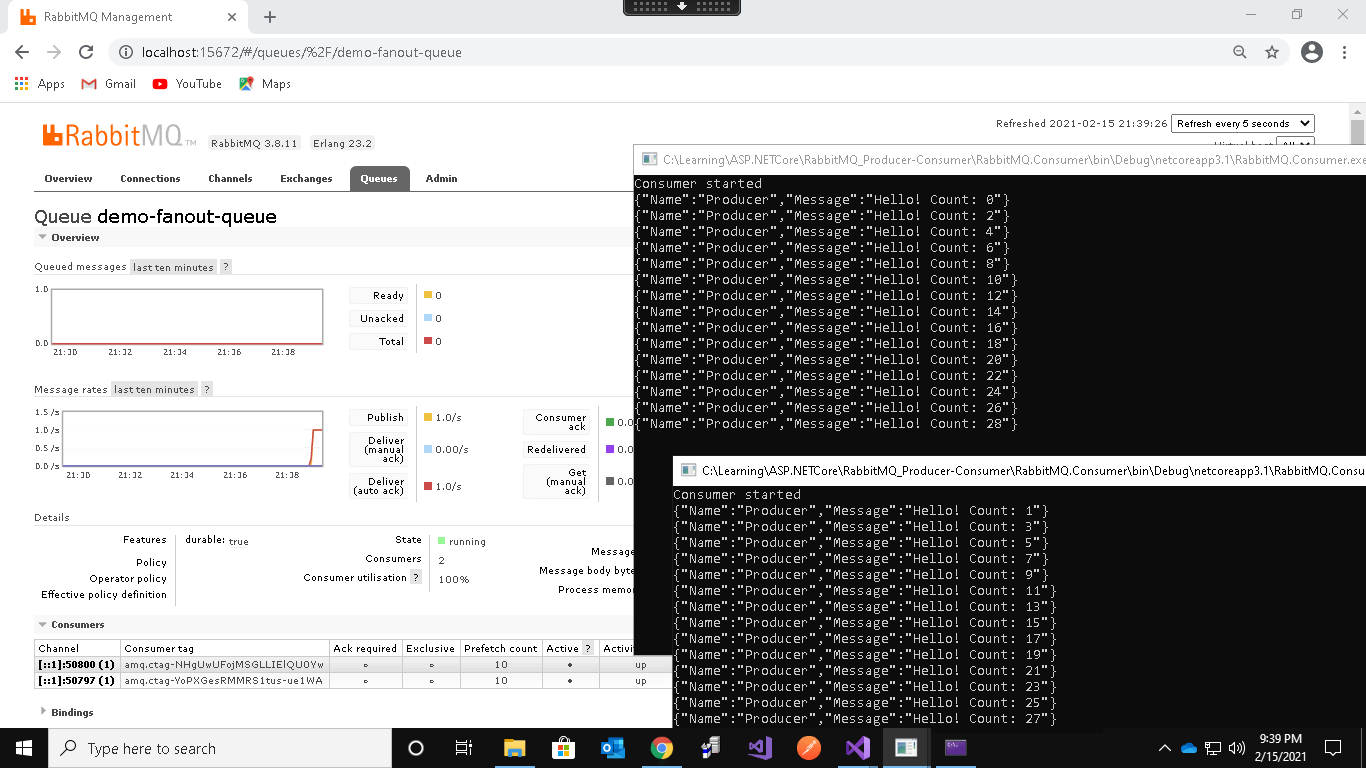 RabbitMQ Management
localhost:15672/#/queues/%2F/demo-fanout-queue
Apps Gmail YouTube Maps
RabbitMQ TM RabbitMQ 3.8.11 Erlang 23.2
Refreshed 2021-02-15 21:39:26 Refresh every 5 seconds
Virtual host All
Overview Connections Channels Exchanges Queues Admin
Queue demo-fanout-queue
Overview
Queued messages last ten minutes ?
1.0
0.0
21:30 21:32 21:34 21:36 21:38
Ready 0
Unacked 0
Total 0
Message rates last ten minutes ?
1.5 /s
1.0 /s
0.5 /s
0.0 /s
21:30 21:32 21:34 21:36 21:38
Publish 1.0/s
Deliver (manual ack) 0.00/s
Deliver (auto ack) 1.0/s
Consumer ack 0.0
Redelivered 0.0
Get (manual ack) 0.0
Details
Features durable: true
Policy
Operator policy
Effective policy definition
State running
Consumers 2
Consumer utilisation ? 100%
Message
Message body byte
Process memo
Consumers
Channel Consumer tag Ack required Exclusive Prefetch count Active ? Activi
[::1]:50800 (1) amq.ctag-NHgUwUFojMSGLLIElQU0Yw ○ ○ 10 ● up
[::1]:50797 (1) amq.ctag-YoPXGesRMMRS1tus-ue1WA ○ ○ 10 ● up
Bindings
C:\Learning\ASP.NETCore\RabbitMQ_Producer-Consumer\RabbitMQ.Consumer\bin\Debug\netcoreapp3.1\RabbitMQ.Consumer.exe
Consumer started
{"Name":"Producer","Message":"Hello! Count: 0"}
{"Name":"Producer","Message":"Hello! Count: 2"}
{"Name":"Producer","Message":"Hello! Count: 4"}
{"Name":"Producer","Message":"Hello! Count: 6"}
{"Name":"Producer","Message":"Hello! Count: 8"}
{"Name":"Producer","Message":"Hello! Count: 10"}
{"Name":"Producer","Message":"Hello! Count: 12"}
{"Name":"Producer","Message":"Hello! Count: 14"}
{"Name":"Producer","Message":"Hello! Count: 16"}
{"Name":"Producer","Message":"Hello! Count: 18"}
{"Name":"Producer","Message":"Hello! Count: 20"}
{"Name":"Producer","Message":"Hello! Count: 22"}
{"Name":"Producer","Message":"Hello! Count: 24"}
{"Name":"Producer","Message":"Hello! Count: 26"}
{"Name":"Producer","Message":"Hello! Count: 28"}
C:\Learning\ASP.NETCore\RabbitMQ_Producer-Consumer\RabbitMQ.Consumer\bin\Debug\netcoreapp3.1\RabbitMQ.Consu
Consumer started
{"Name":"Producer","Message":"Hello! Count: 1"}
{"Name":"Producer","Message":"Hello! Count: 3"}
{"Name":"Producer","Message":"Hello! Count: 5"}
{"Name":"Producer","Message":"Hello! Count: 7"}
{"Name":"Producer","Message":"Hello! Count: 9"}
{"Name":"Producer","Message":"Hello! Count: 11"}
{"Name":"Producer","Message":"Hello! Count: 13"}
{"Name":"Producer","Message":"Hello! Count: 15"}
{"Name":"Producer","Message":"Hello! Count: 17"}
{"Name":"Producer","Message":"Hello! Count: 19"}
{"Name":"Producer","Message":"Hello! Count: 21"}
{"Name":"Producer","Message":"Hello! Count: 23"}
{"Name":"Producer","Message":"Hello! Count: 25"}
{"Name":"Producer","Message":"Hello! Count: 27"}
Type here to search
9:39 PM
2/15/2021